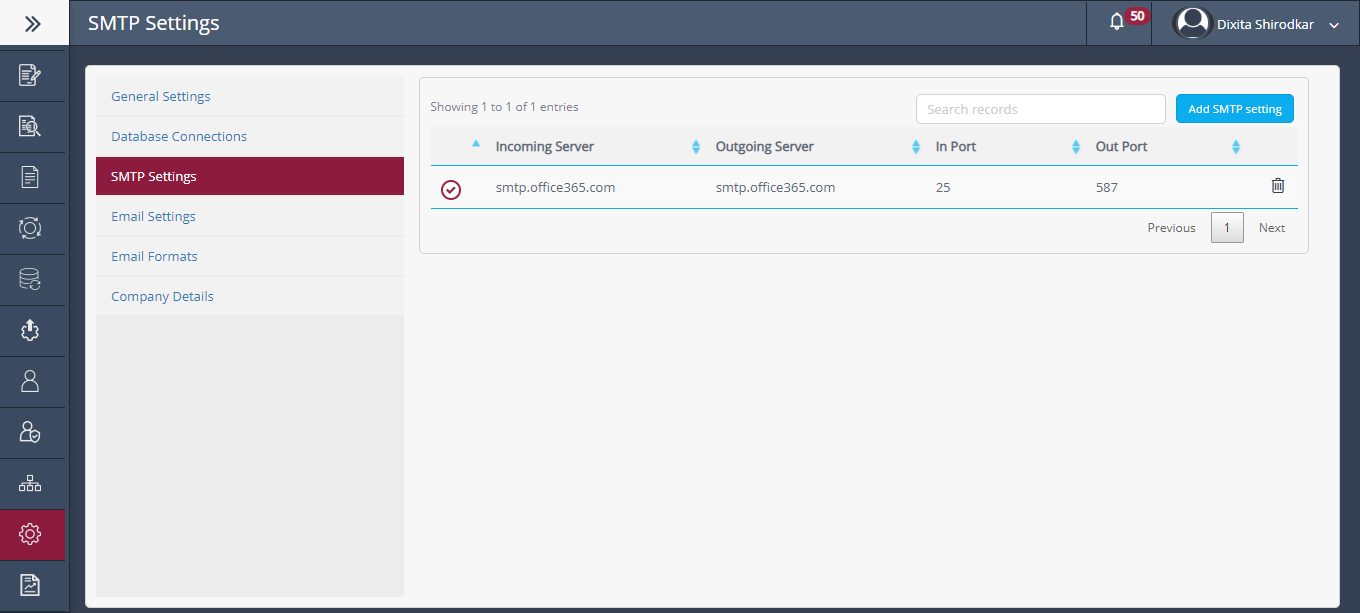 SMTP Settings
50
Dixita Shirodkar
General Settings
Database Connections
SMTP Settings
Email Settings
Email Formats
Company Details
Showing 1 to 1 of 1 entries
Search records
Add SMTP setting
Incoming Server Outgoing Server In Port Out Port
smtp.office365.com smtp.office365.com 25 587
Previous 1 Next